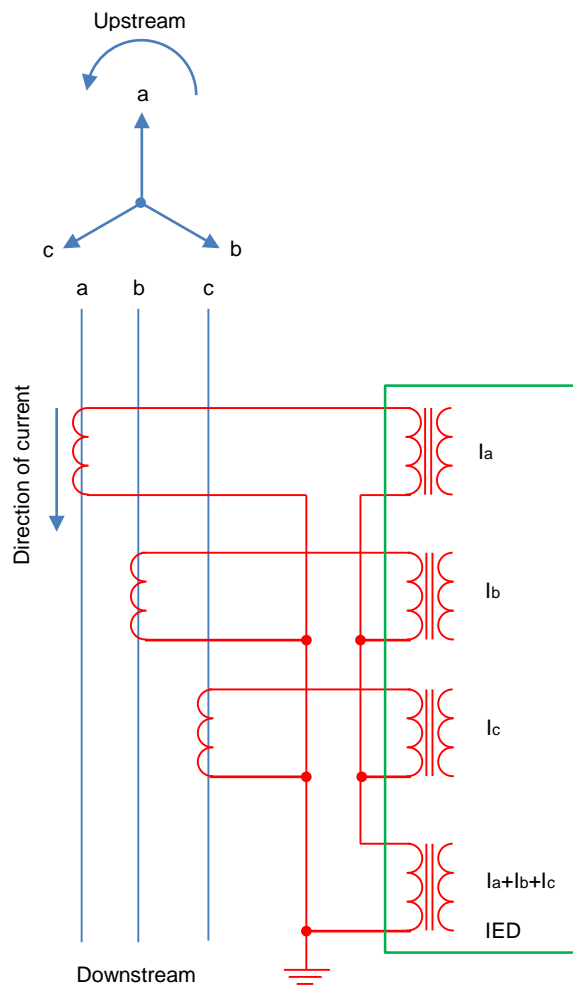 Upstream
a
c
b
a b c
Direction of current
Ia
Ib
Ic
Ia+Ib+Ic
IED
Downstream